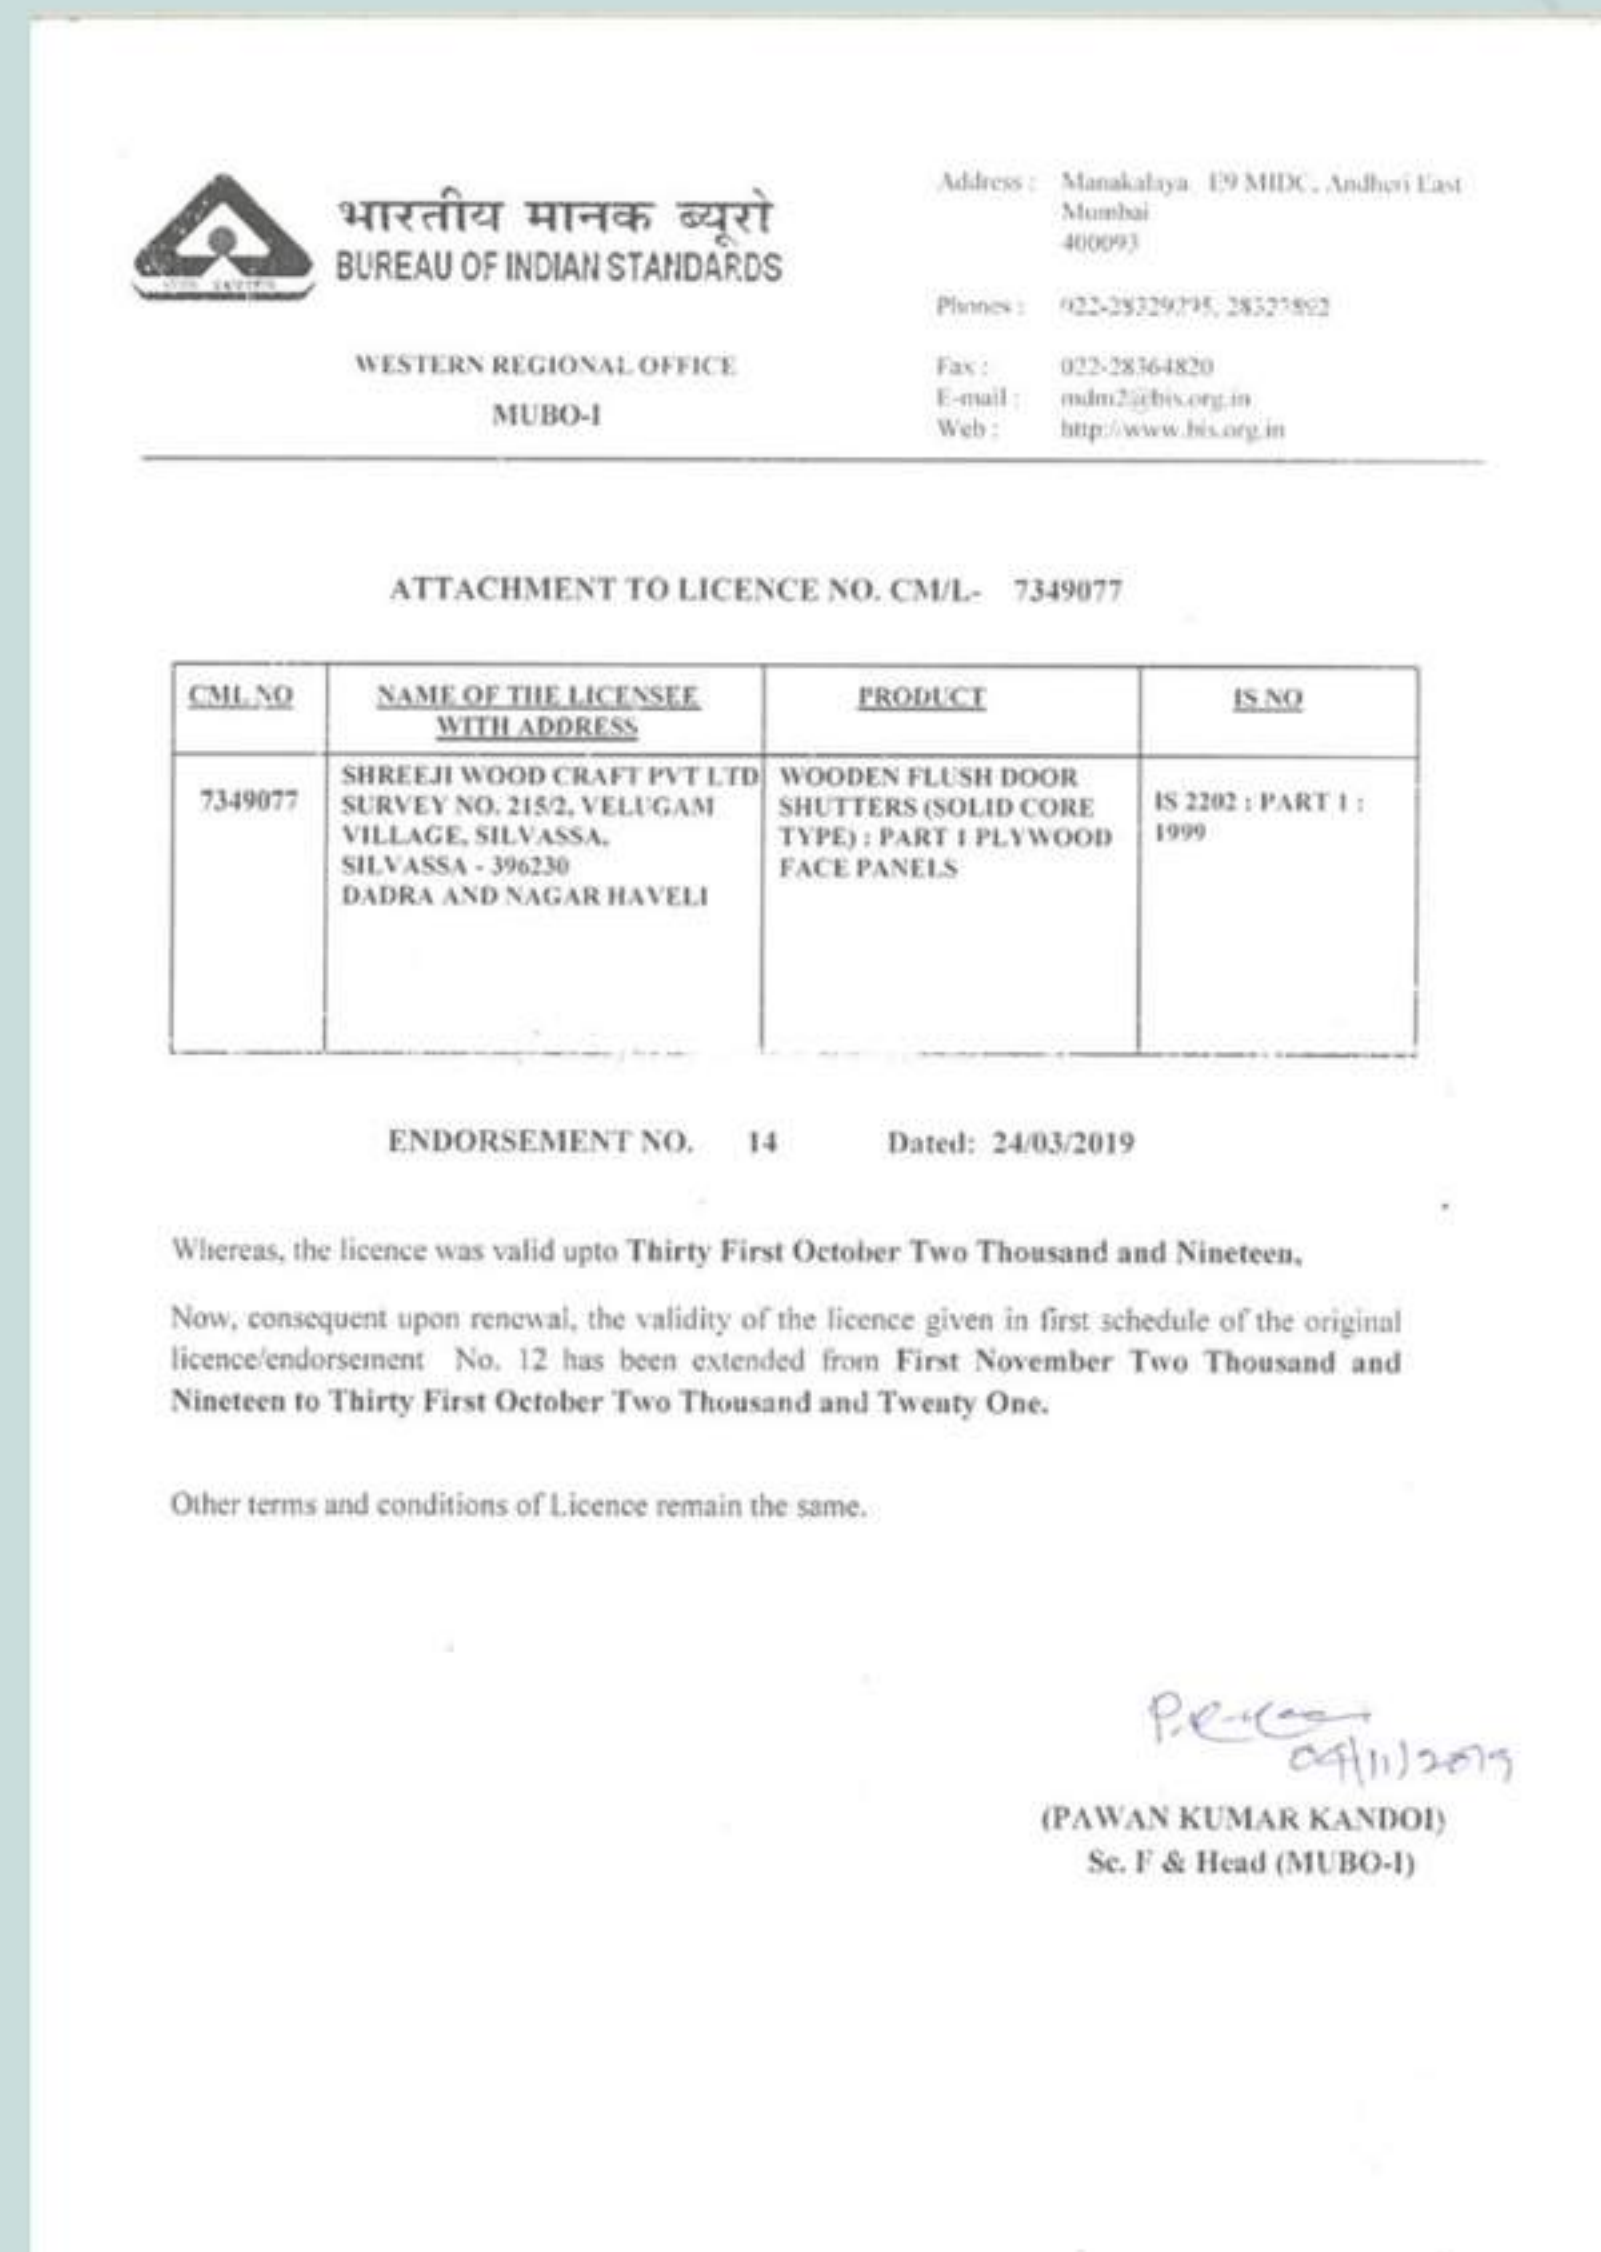 भारतीय मानक ब्यूरो
BUREAU OF INDIAN STANDARDS
WESTERN REGIONAL OFFICE
MUBO-I
Address : Manakalaya E9 MIDC, Andheri East
Mumbai
400093
Phones :
Fax : 022-28364820
E-mail : mdm2@bis.org.in
Web : http://www.bis.org.in
ATTACHMENT TO LICENCE NO. CM/L- 7349077
CML NO
NAME OF THE LICENSEE
WITH ADDRESS
PRODUCT
IS NO
7349077
SHREEJI WOOD CRAFT PVT LTD
SURVEY NO. 215/2, VELUGAM
VILLAGE, SILVASSA,
SILVASSA - 396230
DADRA AND NAGAR HAVELI
WOODEN FLUSH DOOR
SHUTTERS (SOLID CORE
TYPE) : PART 1 PLYWOOD
FACE PANELS
IS 2202 : PART 1 :
1999
ENDORSEMENT NO. 14 Dated: 24/03/2019
Whereas, the licence was valid upto Thirty First October Two Thousand and Nineteen,
Now, consequent upon renewal, the validity of the licence given in first schedule of the original
licence/endorsement No. 12 has been extended from First November Two Thousand and
Nineteen to Thirty First October Two Thousand and Twenty One.
Other terms and conditions of Licence remain the same.
04/11/2019
(PAWAN KUMAR KANDOI)
Sc. F & Head (MUBO-I)